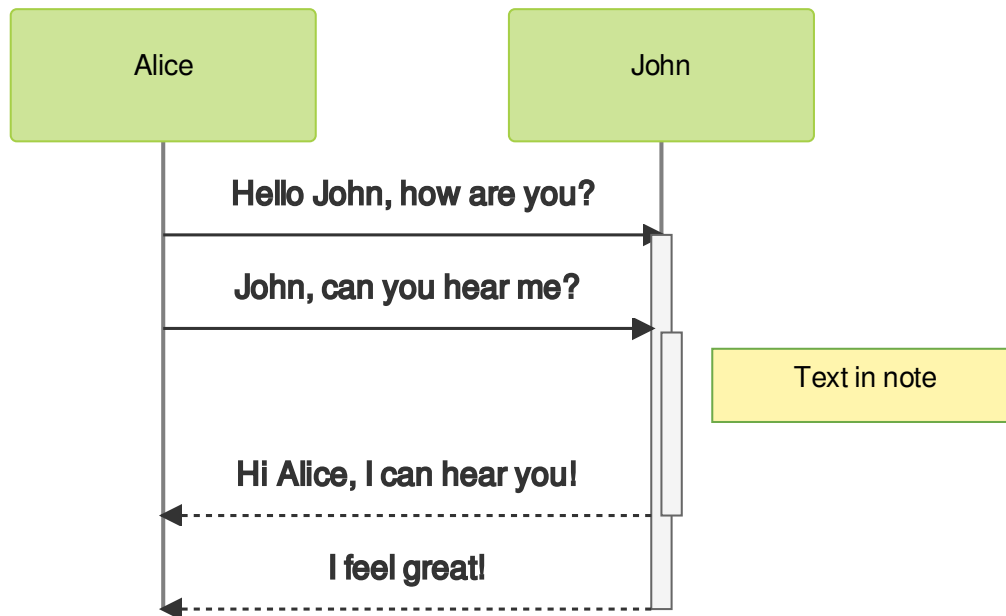 Alice
John
Hello John, how are you?
John, can you hear me?
Text in note
Hi Alice, I can hear you!
I feel great!